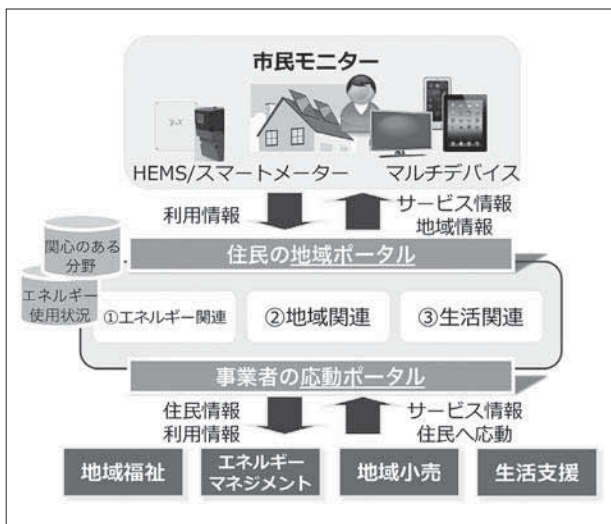 市民モニター
HEMS/スマートメーター
マルチデバイス
利用情報
サービス情報
地域情報
関心のある
分野
住民の地域ポータル
エネルギー
使用状況
①エネルギー関連
②地域関連
③生活関連
事業者の応動ポータル
住民情報
利用情報
サービス情報
住民へ応動
地域福祉
エネルギー
マネジメント
地域小売
生活支援